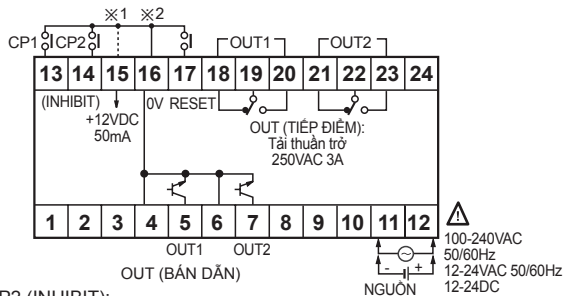 ※1 ※2
CP1 CP2 OUT1 OUT2
13 14 15 16 17 18 19 20 21 22 23 24
(INHIBIT) 0V RESET
+12VDC
50mA
OUT (TIẾP ĐIỂM):
Tải thuần trở
250VAC 3A
1 2 3 4 5 6 7 8 9 10 11 12
OUT1 OUT2
OUT (BÁN DẪN)
100-240VAC
50/60Hz
12-24VAC 50/60Hz
12-24DC
- +
NGUỒN
P2 (INHIBIT):